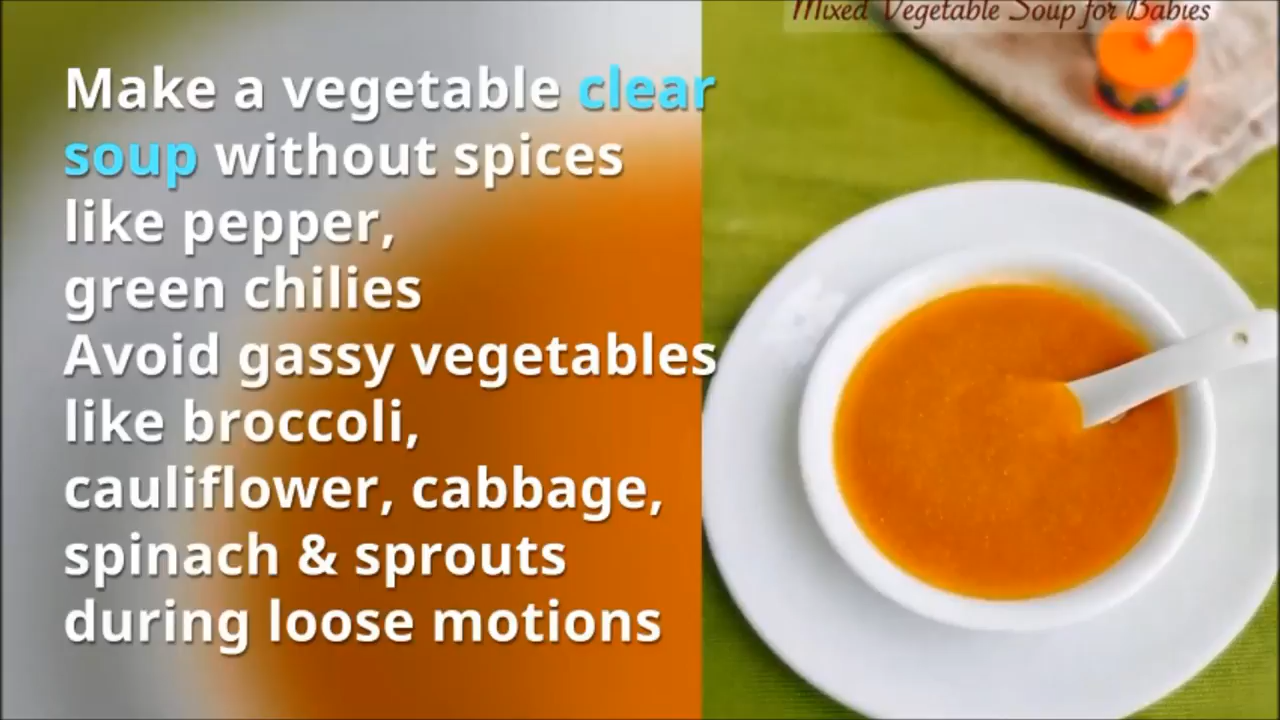 Mixed Vegetable Soup for Babies
Make a vegetable clear
soup without spices
like pepper,
green chilies
Avoid gassy vegetables
like broccoli,
cauliflower, cabbage,
spinach & sprouts
during loose motions